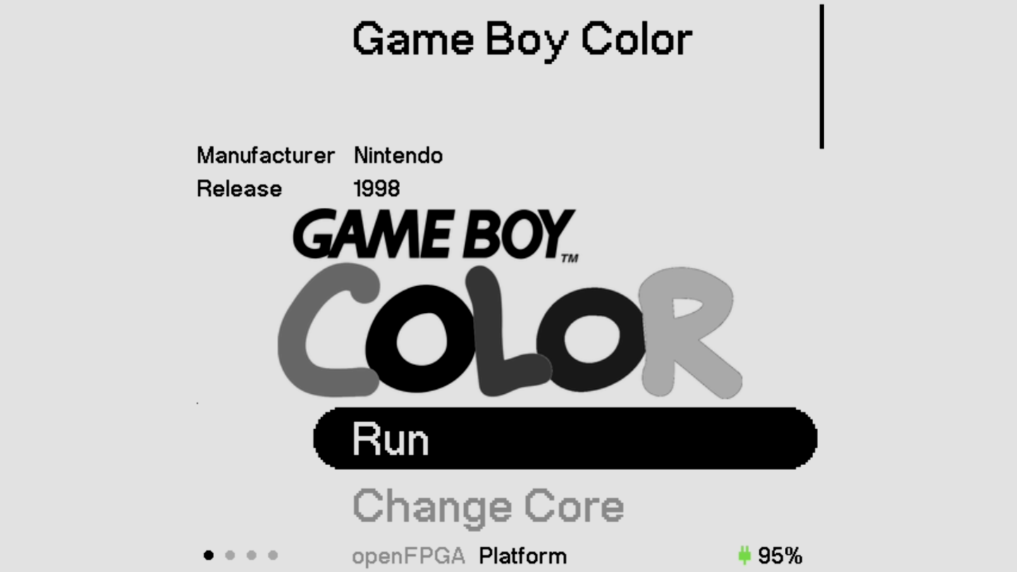 Game Boy Color
Manufacturer Nintendo
Release 1998
GAME BOY™
COLOR
Run
Change Core
openFPGA Platform 95%